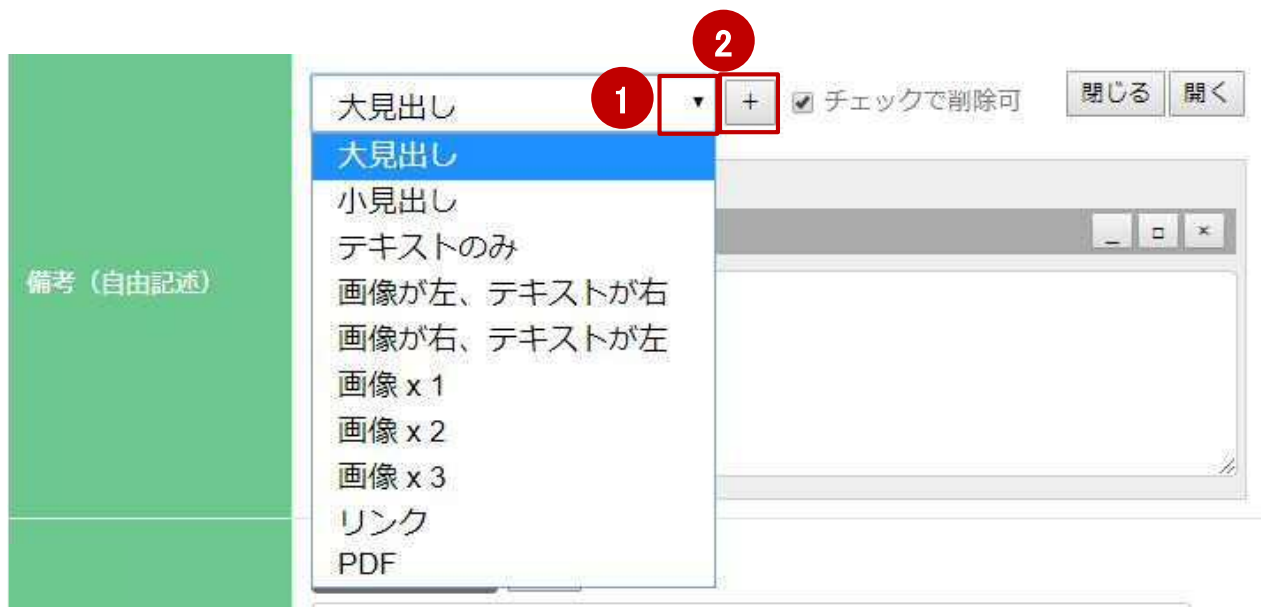 2
1
大見出し ▼ + チェックで削除可 閉じる 開く
大見出し
小見出し
テキストのみ
備考（自由記述）
画像が左、テキストが右
画像が右、テキストが左
画像 x 1
画像 x 2
画像 x 3
リンク
PDF